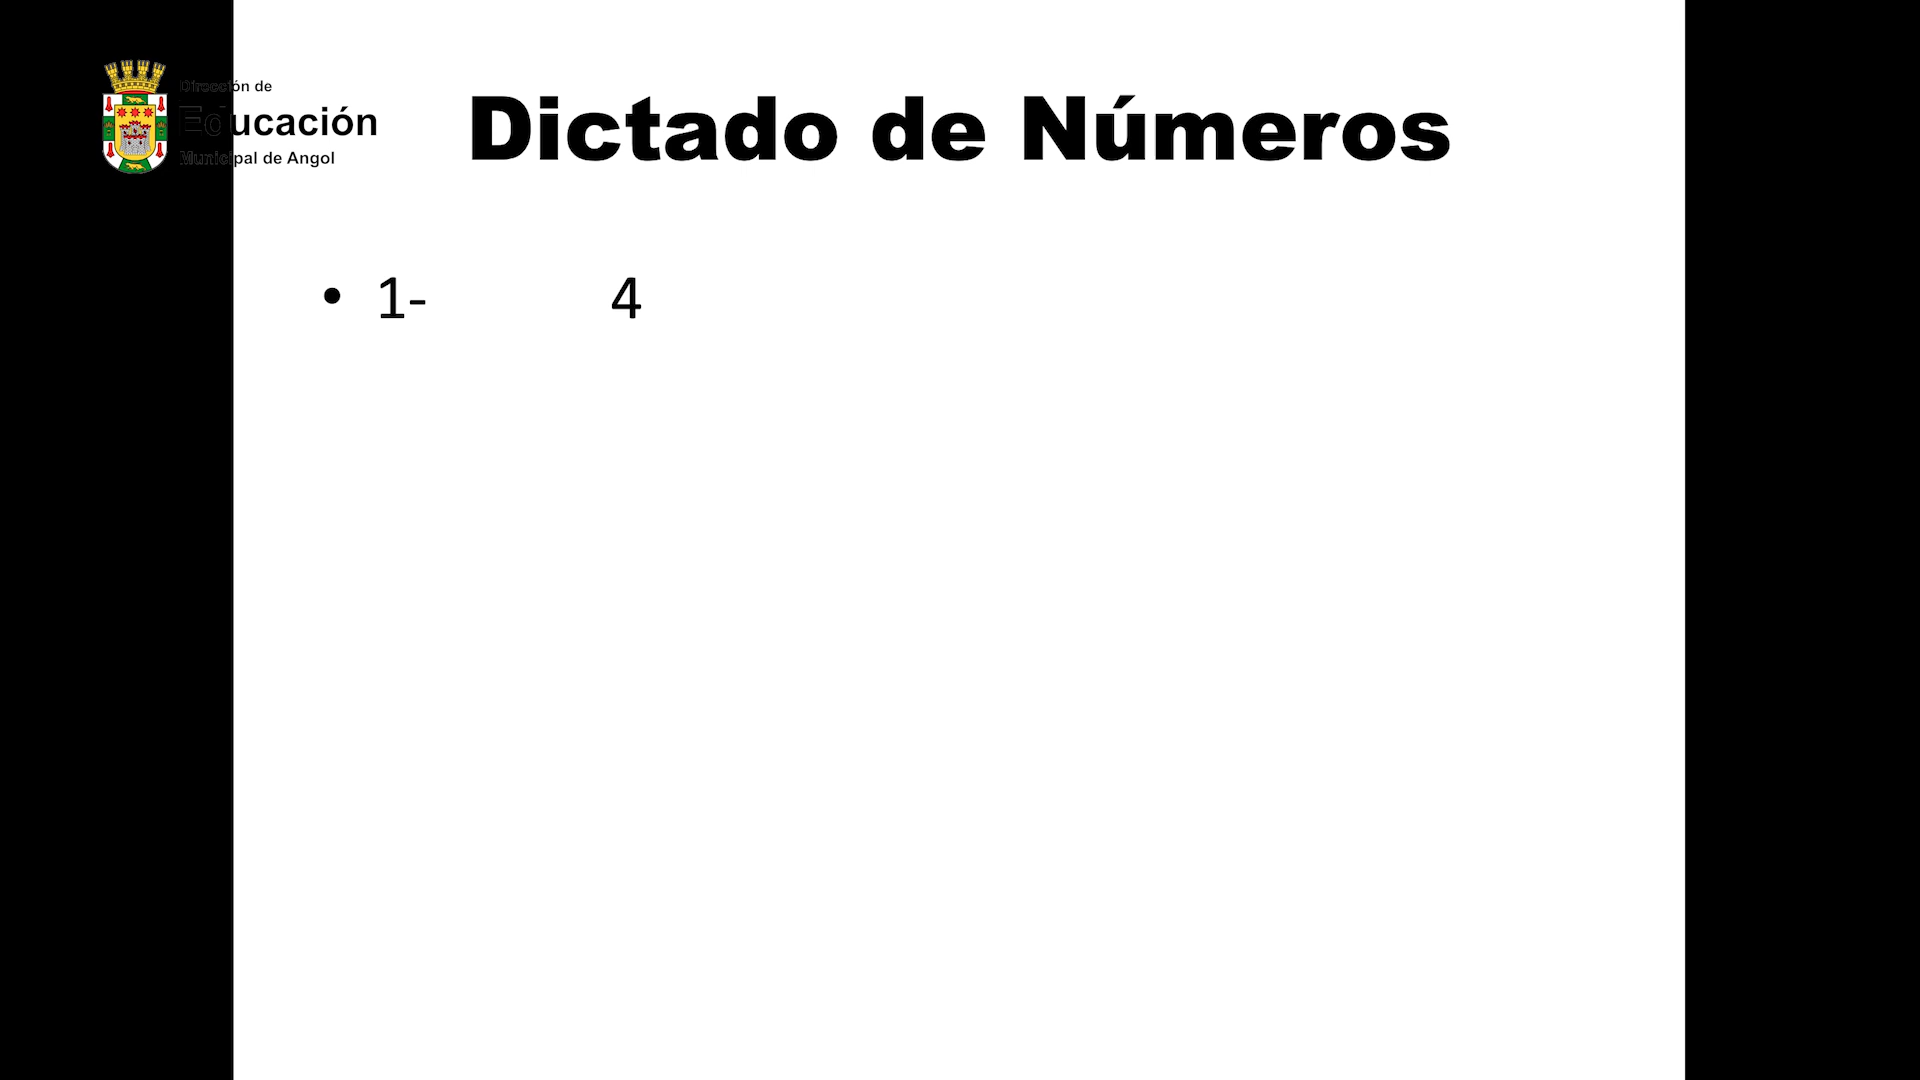 Dirección de
Educación
Municipal de Angol
Dictado de Números
• 1- 4